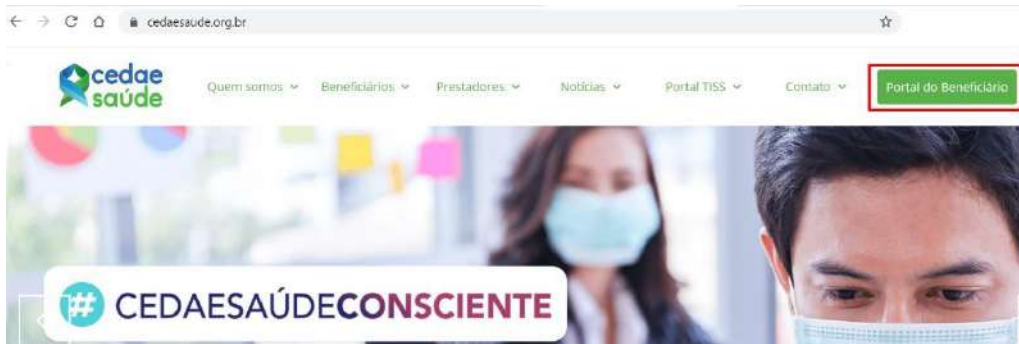 cedaesaude.org.br
cedae
saúde
Quem somos Beneficiários Prestadores Notícias Portal TISS Contato Portal do Beneficiário
# CEDAESAÚDECONSCIENTE